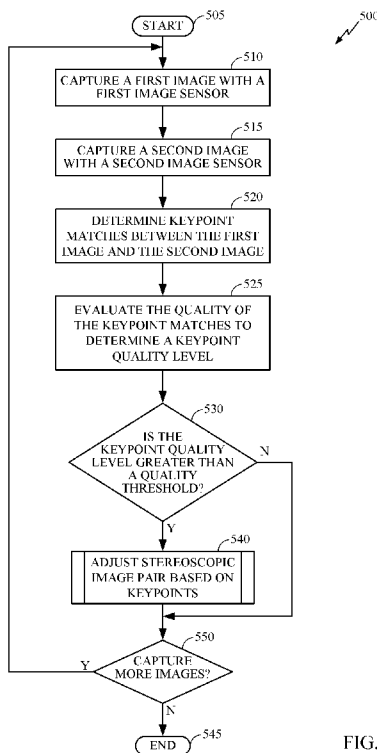 START
505
500
510
CAPTURE A FIRST IMAGE WITH A
FIRST IMAGE SENSOR
515
CAPTURE A SECOND IMAGE
WITH A SECOND IMAGE SENSOR
520
DETERMINE KEYPOINT
MATCHES BETWEEN THE FIRST
IMAGE AND THE SECOND IMAGE
525
EVALUATE THE QUALITY OF
THE KEYPOINT MATCHES TO
DETERMINE A KEYPOINT
QUALITY LEVEL
530
IS THE
KEYPOINT QUALITY
LEVEL GREATER THAN
A QUALITY
THRESHOLD?
N
Y
540
ADJUST STEREOSCOPIC
IMAGE PAIR BASED ON
KEYPOINTS
550
Y
CAPTURE
MORE IMAGES?
N
545
END
FIG.